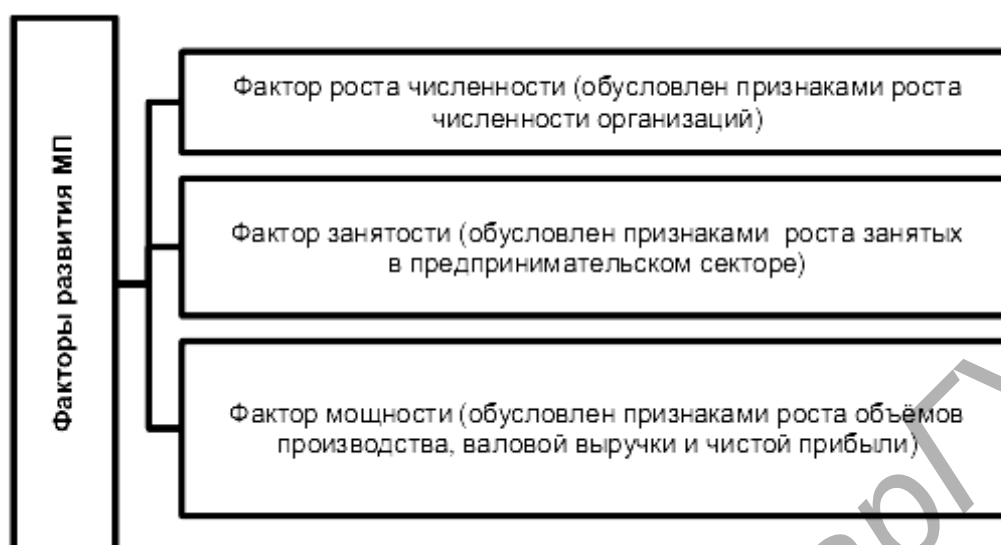 Факторы развития МП
Фактор роста численности (обусловлен признаками роста
численности организаций)
Фактор занятости (обусловлен признаками роста занятых
в предпринимательском секторе)
Фактор мощности (обусловлен признаками роста объёмов
производства, валовой выручки и чистой прибыли)